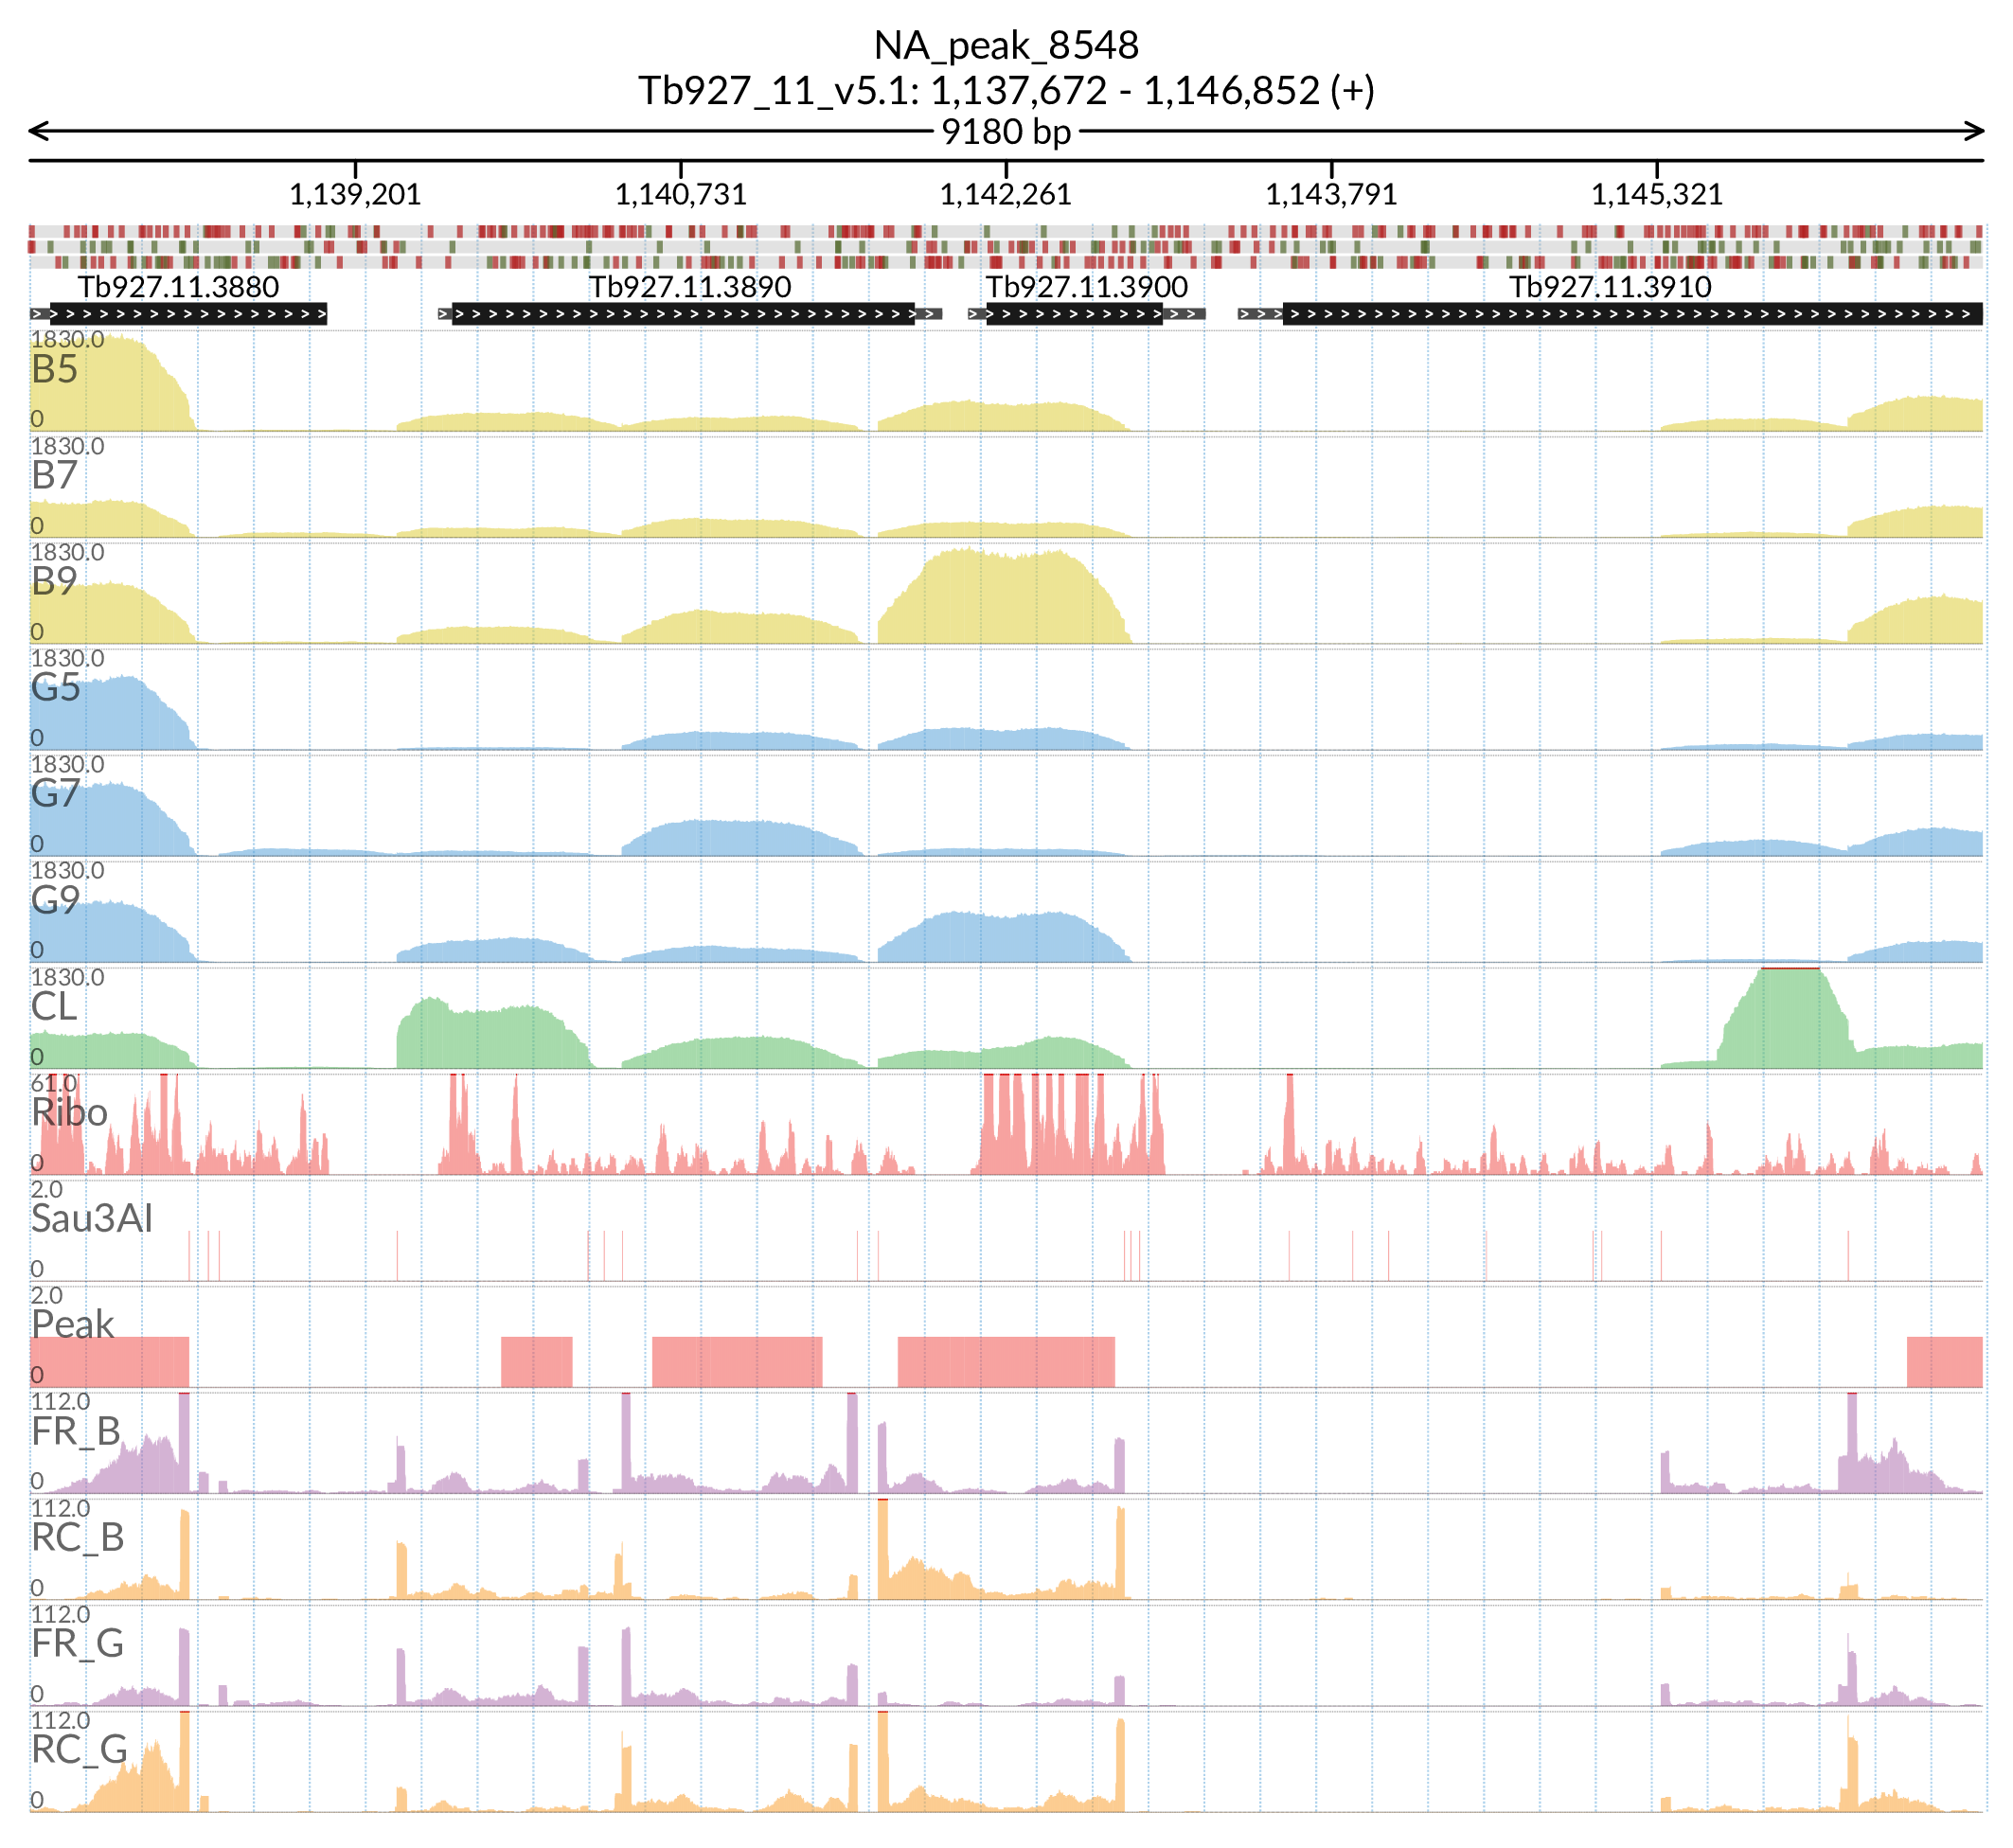 NA_peak_8548
Tb927_11_v5.1: 1,137,672 - 1,146,852 (+)
9180 bp
1,139,201 1,140,731 1,142,261 1,143,791 1,145,321
Tb927.11.3880 Tb927.11.3890 Tb927.11.3900 Tb927.11.3910
1830.0
B5
0
1830.0
B7
0
1830.0
B9
0
1830.0
G5
0
1830.0
G7
0
1830.0
G9
0
1830.0
CL
0
61.0
Ribo
0
2.0
Sau3AI
0
2.0
Peak
0
112.0
FR_B
0
112.0
RC_B
0
112.0
FR_G
0
112.0
RC_G
0